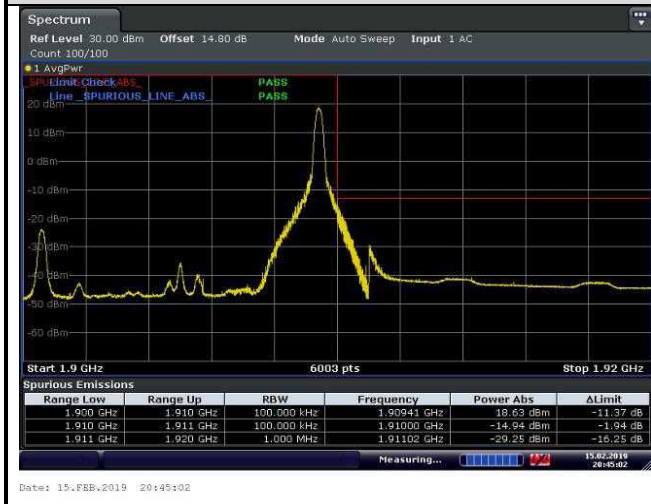 Spectrum
Ref Level 30.00 dBm Offset 14.80 dB Mode Auto Sweep Input 1 AC
Count 100/100
1 AvgPwr
Limit Check PASS
Line _SPURIOUS_LINE_ABS_ PASS
20 dBm
10 dBm
0 dBm
-10 dBm
-20 dBm
-30 dBm
-40 dBm
-50 dBm
-60 dBm
Start 1.9 GHz 6003 pts Stop 1.92 GHz
Spurious Emissions
Range Low Range Up RBW Frequency Power Abs ΔLimit
1.900 GHz 1.910 GHz 100.000 kHz 1.90941 GHz 18.63 dBm -11.37 dB
1.910 GHz 1.911 GHz 100.000 kHz 1.91000 GHz -14.94 dBm -1.94 dB
1.911 GHz 1.920 GHz 1.000 MHz 1.91102 GHz -29.25 dBm -16.25 dB
Measuring... 15.02.2019
20:45:02
Date: 15.FEB.2019 20:45:02